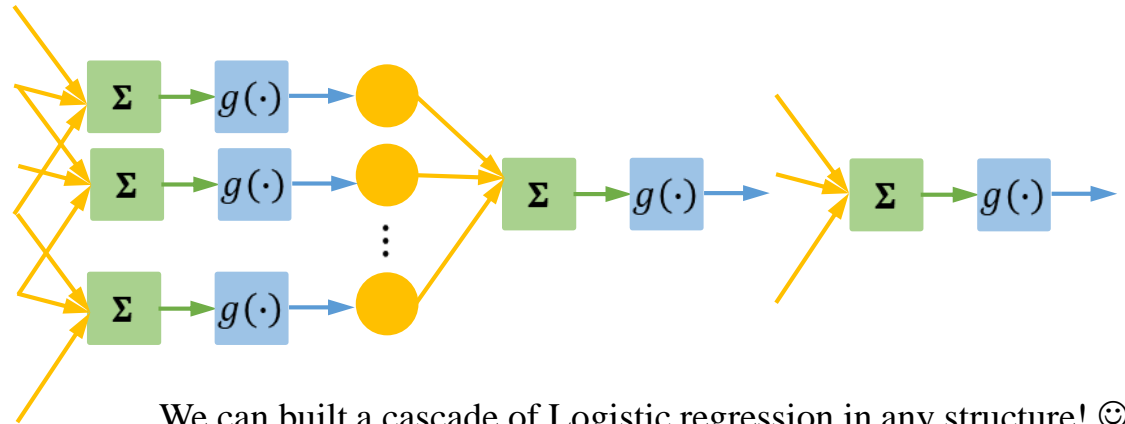 Σ g(·)
Σ g(·) Σ g(·) Σ g(·)
⋮
Σ g(·)
We can built a cascade of Logistic regression in any structure! ☺